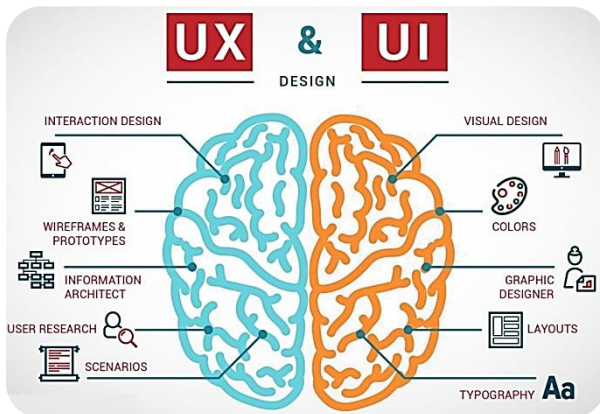 UX & UI
DESIGN
INTERACTION DESIGN
WIREFRAMES &
PROTOTYPES
INFORMATION
ARCHITECT
USER RESEARCH
SCENARIOS
VISUAL DESIGN
COLORS
GRAPHIC
DESIGNER
LAYOUTS
TYPOGRAPHY Aa